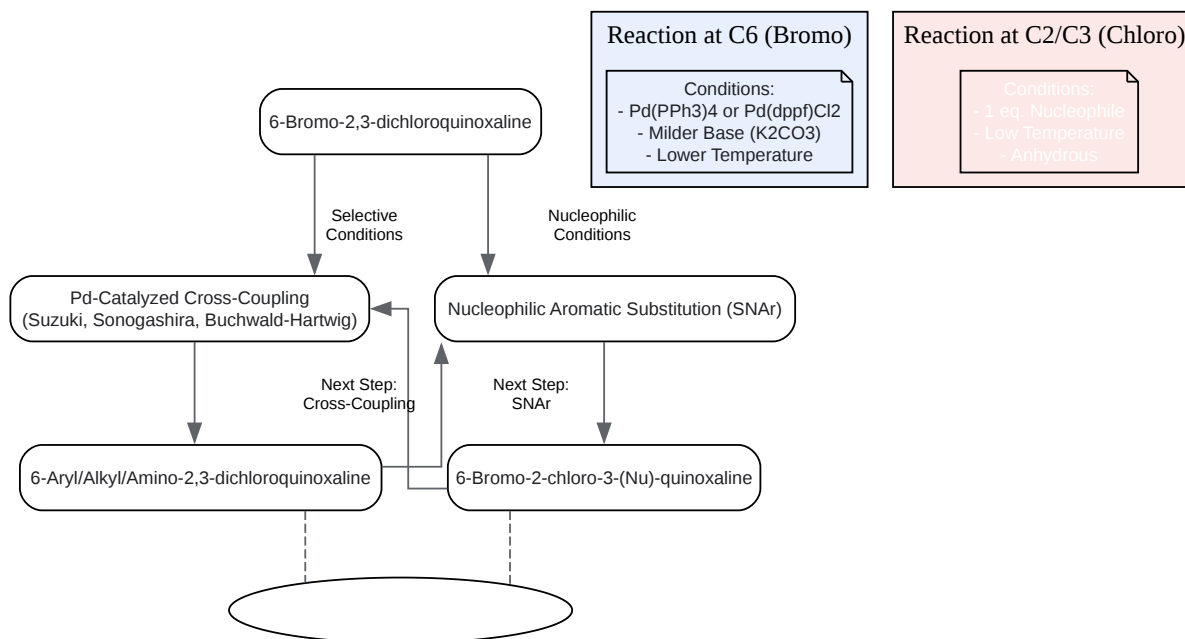 Reaction at C6 (Bromo)
Conditions:
- Pd(PPh3)4 or Pd(dppf)Cl2
- Milder Base (K2CO3)
- Lower Temperature
Reaction at C2/C3 (Chloro)
Conditions:
- 1 eq. Nucleophile
- Low Temperature
- Anhydrous
6-Bromo-2,3-dichloroquinoxaline
Selective
Conditions
Nucleophilic
Conditions
Pd-Catalyzed Cross-Coupling
(Suzuki, Sonogashira, Buchwald-Hartwig)
Nucleophilic Aromatic Substitution (SNAr)
Next Step:
Cross-Coupling
Next Step:
SNAr
6-Aryl/Alkyl/Amino-2,3-dichloroquinoxaline
6-Bromo-2-chloro-3-(Nu)-quinoxaline